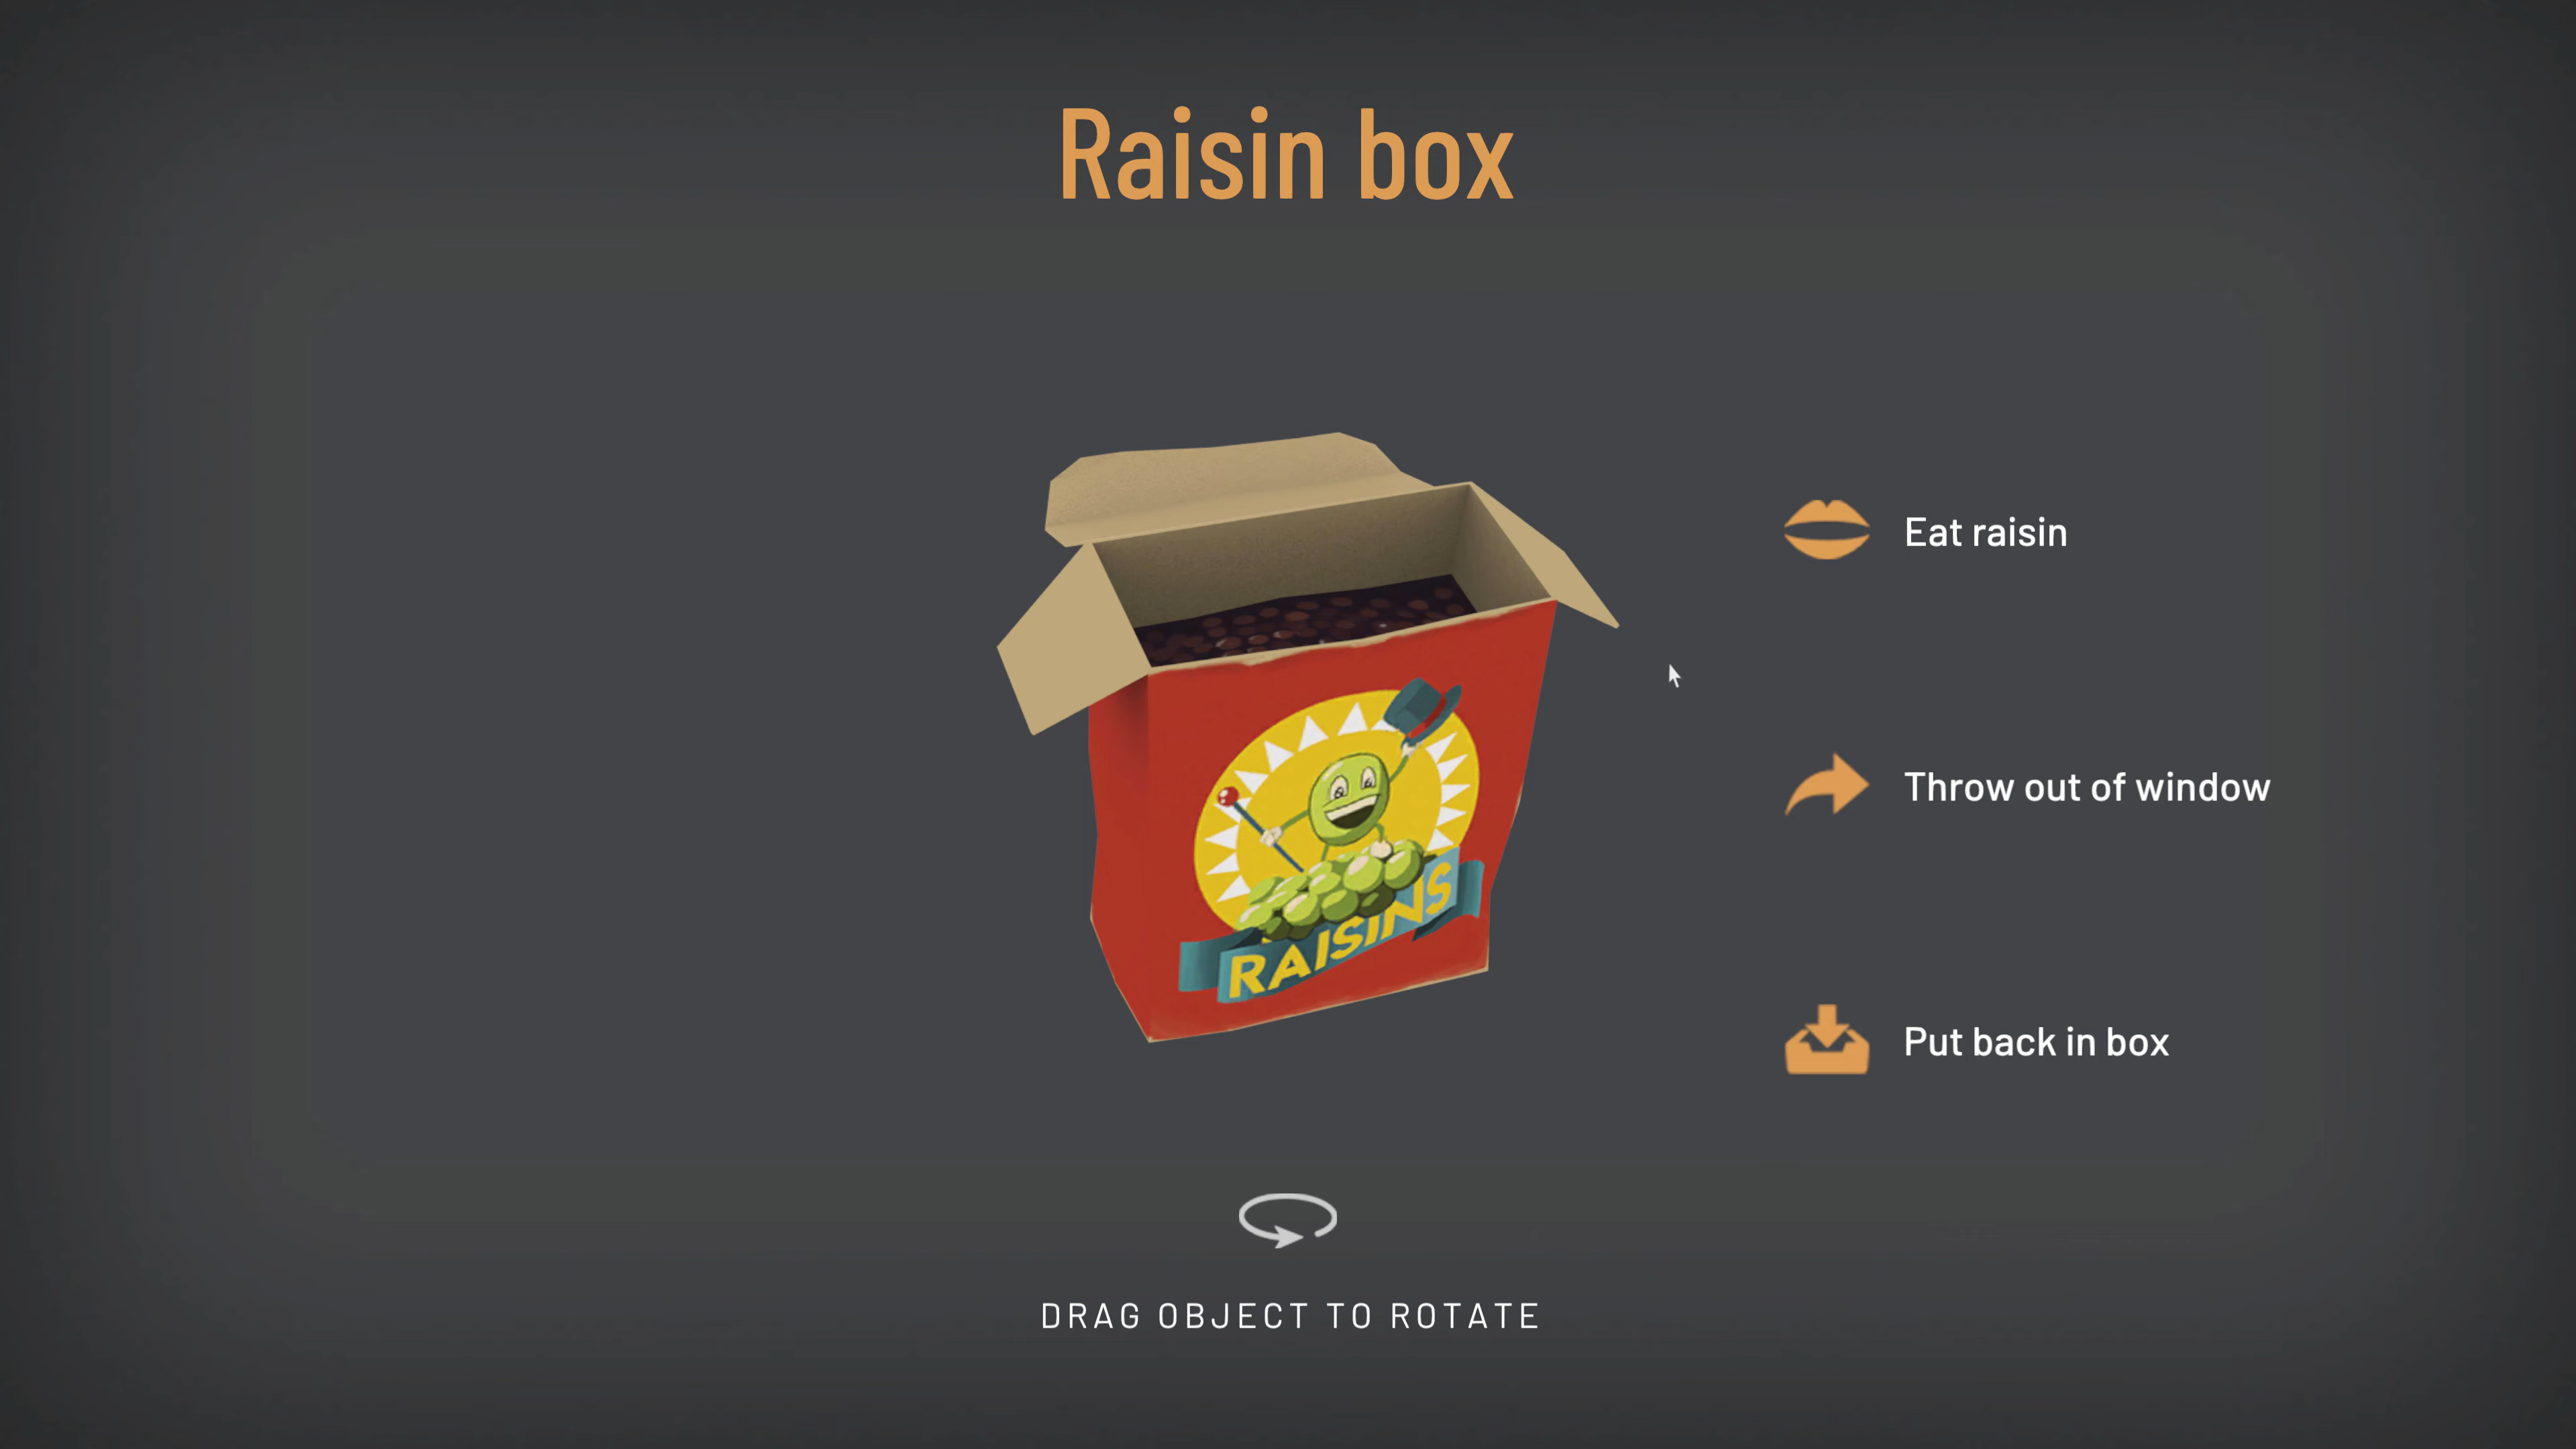 Raisin box
Eat raisin
Throw out of window
RAISINS
Put back in box
DRAG OBJECT TO ROTATE